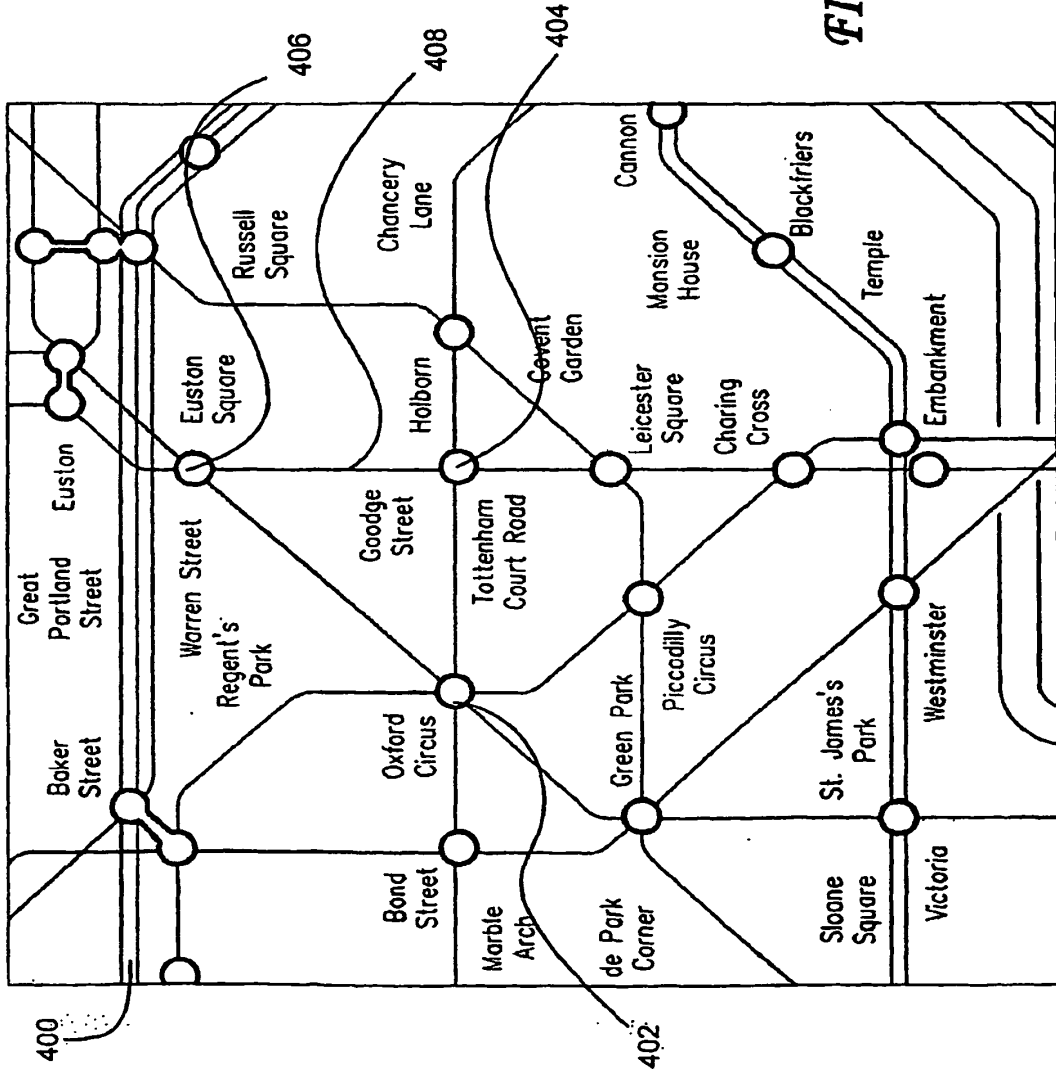 400
Baker
Street
Great
Portland
Street
Euston
Warren Street
Regent's
Park
Euston
Square
Russell
Square
406
Bond
Street
Oxford
Circus
Goodge
Street
Holborn
Chancery
Lane
408
Marble
Arch
Tottenham
Court Road
Covent
Garden
404
de Park
Corner
Green Park
Piccadilly
Circus
Leicester
Square
Charing
Cross
Mansion
House
Cannon
402
Blackfriers
Sloane
Square
St. James's
Park
Temple
Victoria
Westminster
Embankment
FI